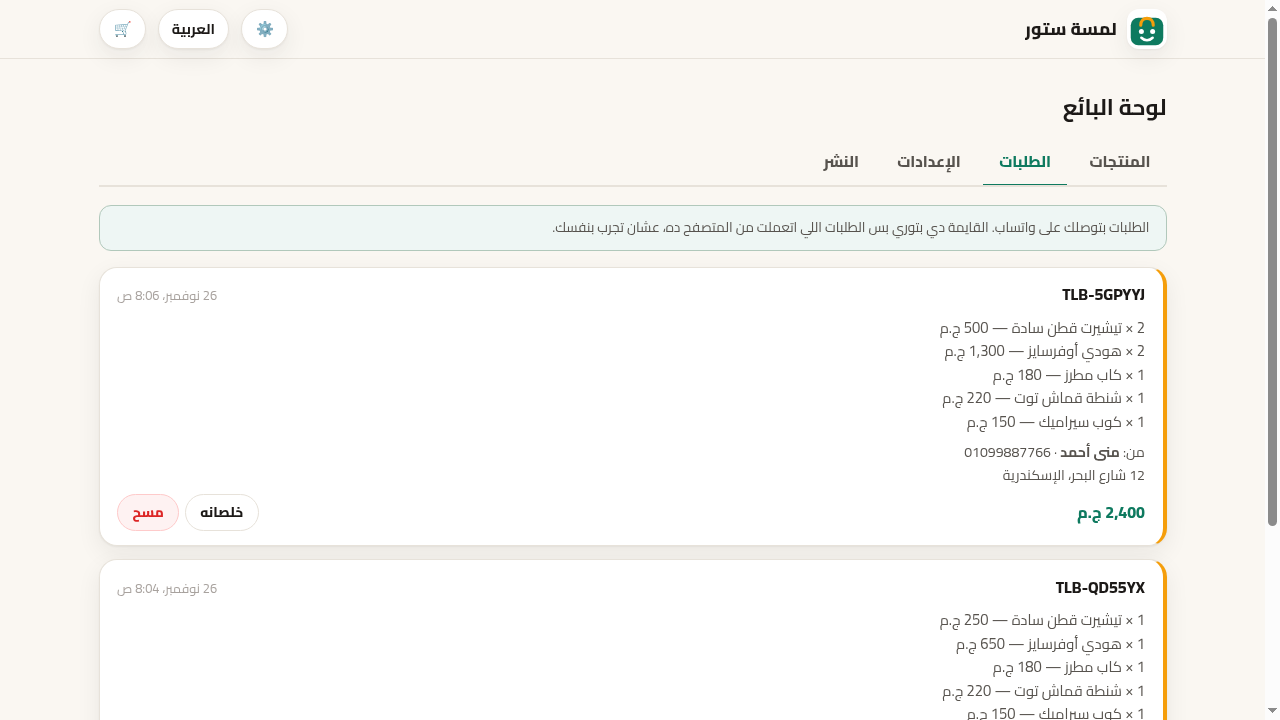 لمسة ستور
العربية
لوحة البائع
المنتجات
الطلبات
الإعدادات
النشر
الطلبات بتوصلك على واتساب. القايمة دي بتوري بس الطلبات اللي اتعملت من المتصفح ده، عشان تجرب بنفسك.
TLB-5GPYYJ
26 نوفمبر، 8:06 ص
2 × تيشيرت قطن سادة — 500 ج.م
2 × هودي أوفرسايز — 1,300 ج.م
1 × كاب مطرز — 180 ج.م
1 × شنطة قماش توت — 220 ج.م
1 × كوب سيراميك — 150 ج.م
من: منى أحمد · 01099887766
12 شارع البحر، الإسكندرية
2,400 ج.م
خلصانه
مسح
TLB-QD55YX
26 نوفمبر، 8:04 ص
1 × تيشيرت قطن سادة — 250 ج.م
1 × هودي أوفرسايز — 650 ج.م
1 × كاب مطرز — 180 ج.م
1 × شنطة قماش توت — 220 ج.م
1 × كوب سيراميك — 150 ج.م